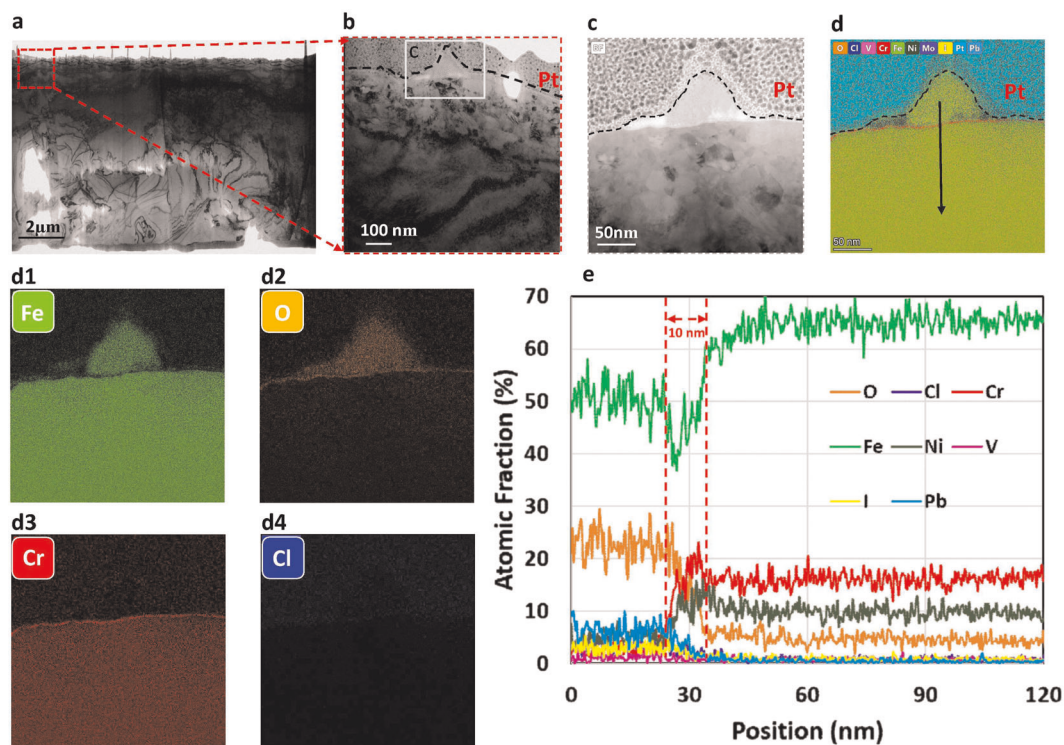 a
b
c
d
2μm
C
Pt
100 nm
Pt
50nm
O Cl V Cr Fe Ni Mo I Pt Pb
Pt
50 nm
d1
Fe
d2
O
d3
Cr
d4
Cl
e
70
60
50
40
30
20
10
0
Atomic Fraction (%)
10 nm
O Cl Cr
Fe Ni V
I Pb
0 30 60 90 120
Position (nm)